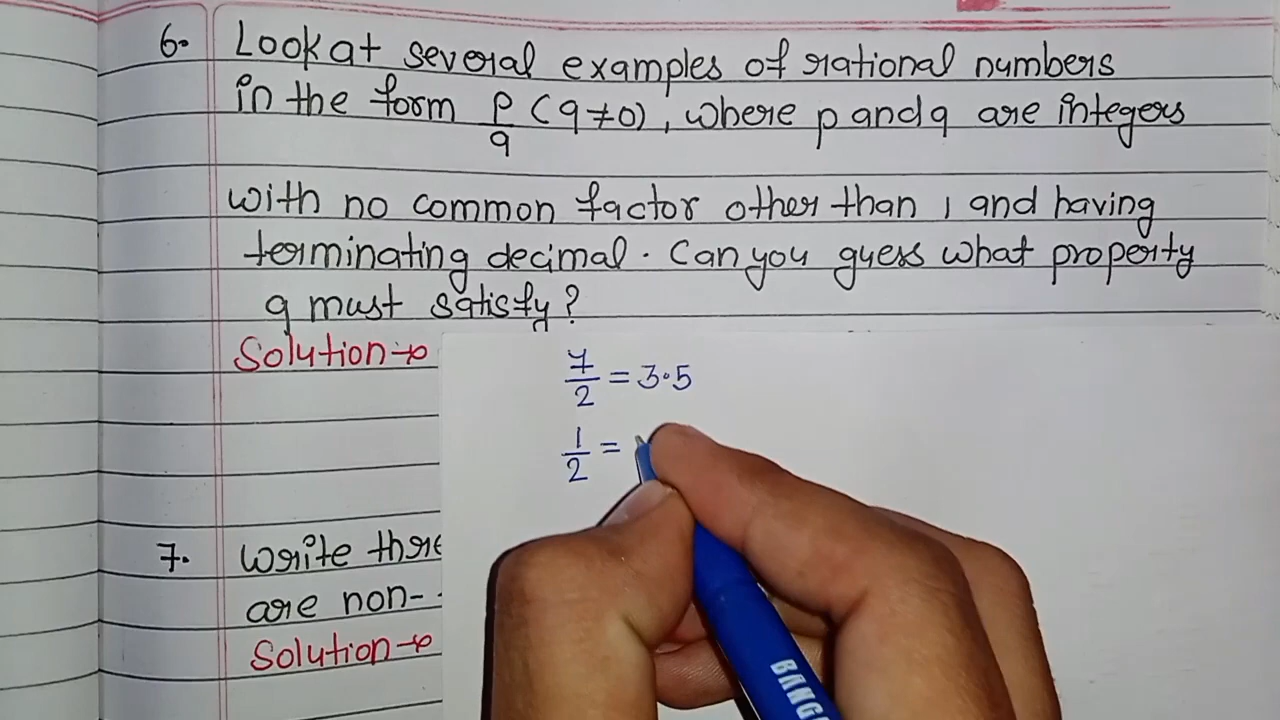 6. Look at several examples of rational numbers
in the form p/q (q≠0), where p and q are integers
with no common factor other than 1 and having
terminating decimal. Can you guess what property
q must satisfy?
Solution→
7/2 = 3.5
1/2 =
7. Write thre
are non-
Solution→
BANG